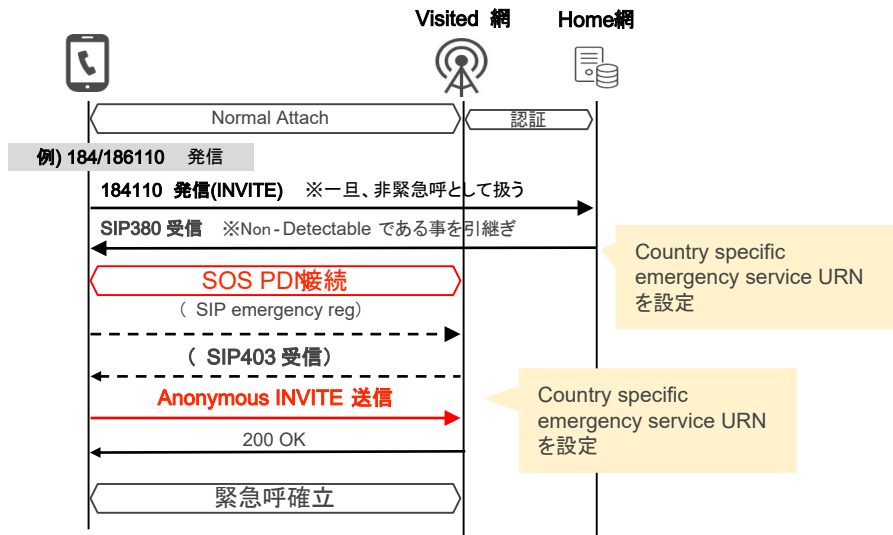 Visited 網
Home網
Normal Attach
認証
例) 184/186110 発信
184110 発信(INVITE) ※一旦、非緊急呼として扱う
SIP380 受信 ※Non-Detectable である事を引継ぎ
Country specific
emergency service URN
を設定
SOS PDN接続
( SIP emergency reg)
( SIP403 受信)
Anonymous INVITE 送信
Country specific
emergency service URN
を設定
200 OK
緊急呼確立